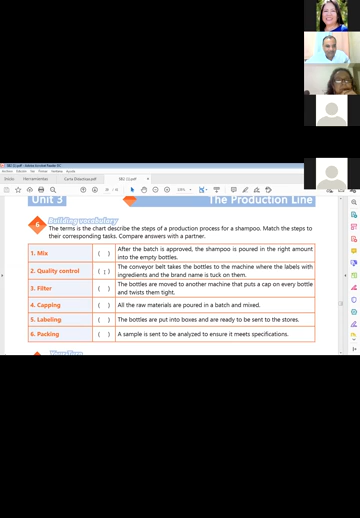 Archivo Edición Ver Firmar Ventana Ayuda
Inicio Herramientas
Unit 3 The Production Line
6 Building vocabulary
The terms is the chart describe the steps of a production process for a shampoo. Match the steps to
their corresponding tasks. Compare answers with a partner.
1. Mix ( ) After the batch is approved, the shampoo is poured in the right amount
into the empty bottles.
2. Quality control ( ) The conveyor belt takes the bottles to the machine where the labels with
ingredients and the brand name is tuck on them.
3. Filter ( ) The bottles are moved to another machine that puts a cap on every bottle
and twists them tight.
4. Capping ( ) All the raw materials are poured in a batch and mixed.
5. Labeling ( ) The bottles are put into boxes and are ready to be sent to the stores.
6. Packing ( ) A sample is sent to be analyzed to ensure it meets specifications.